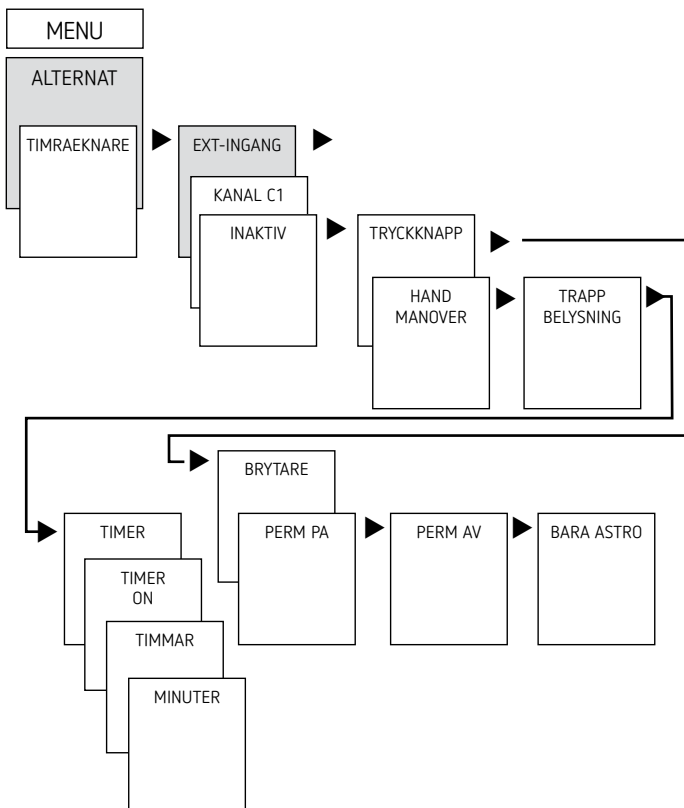 MENU
ALTERNAT
TIMRAEKNARE
EXT-INGANG
KANAL C1
INAKTIV
TRYCKKNAPP
HAND
MANOVER
TRAPP
BELYSNING
BRYTARE
PERM PA
PERM AV
BARA ASTRO
TIMER
TIMER
ON
TIMMAR
MINUTER